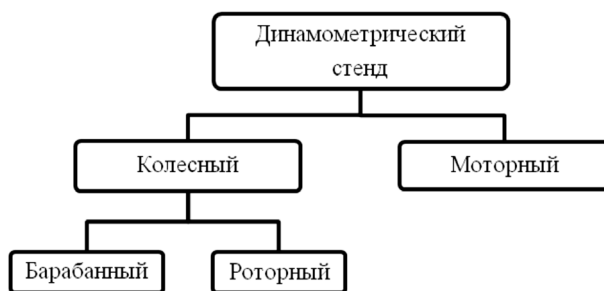 Динамометрический
стенд
Колесный
Моторный
Барабанный
Роторный